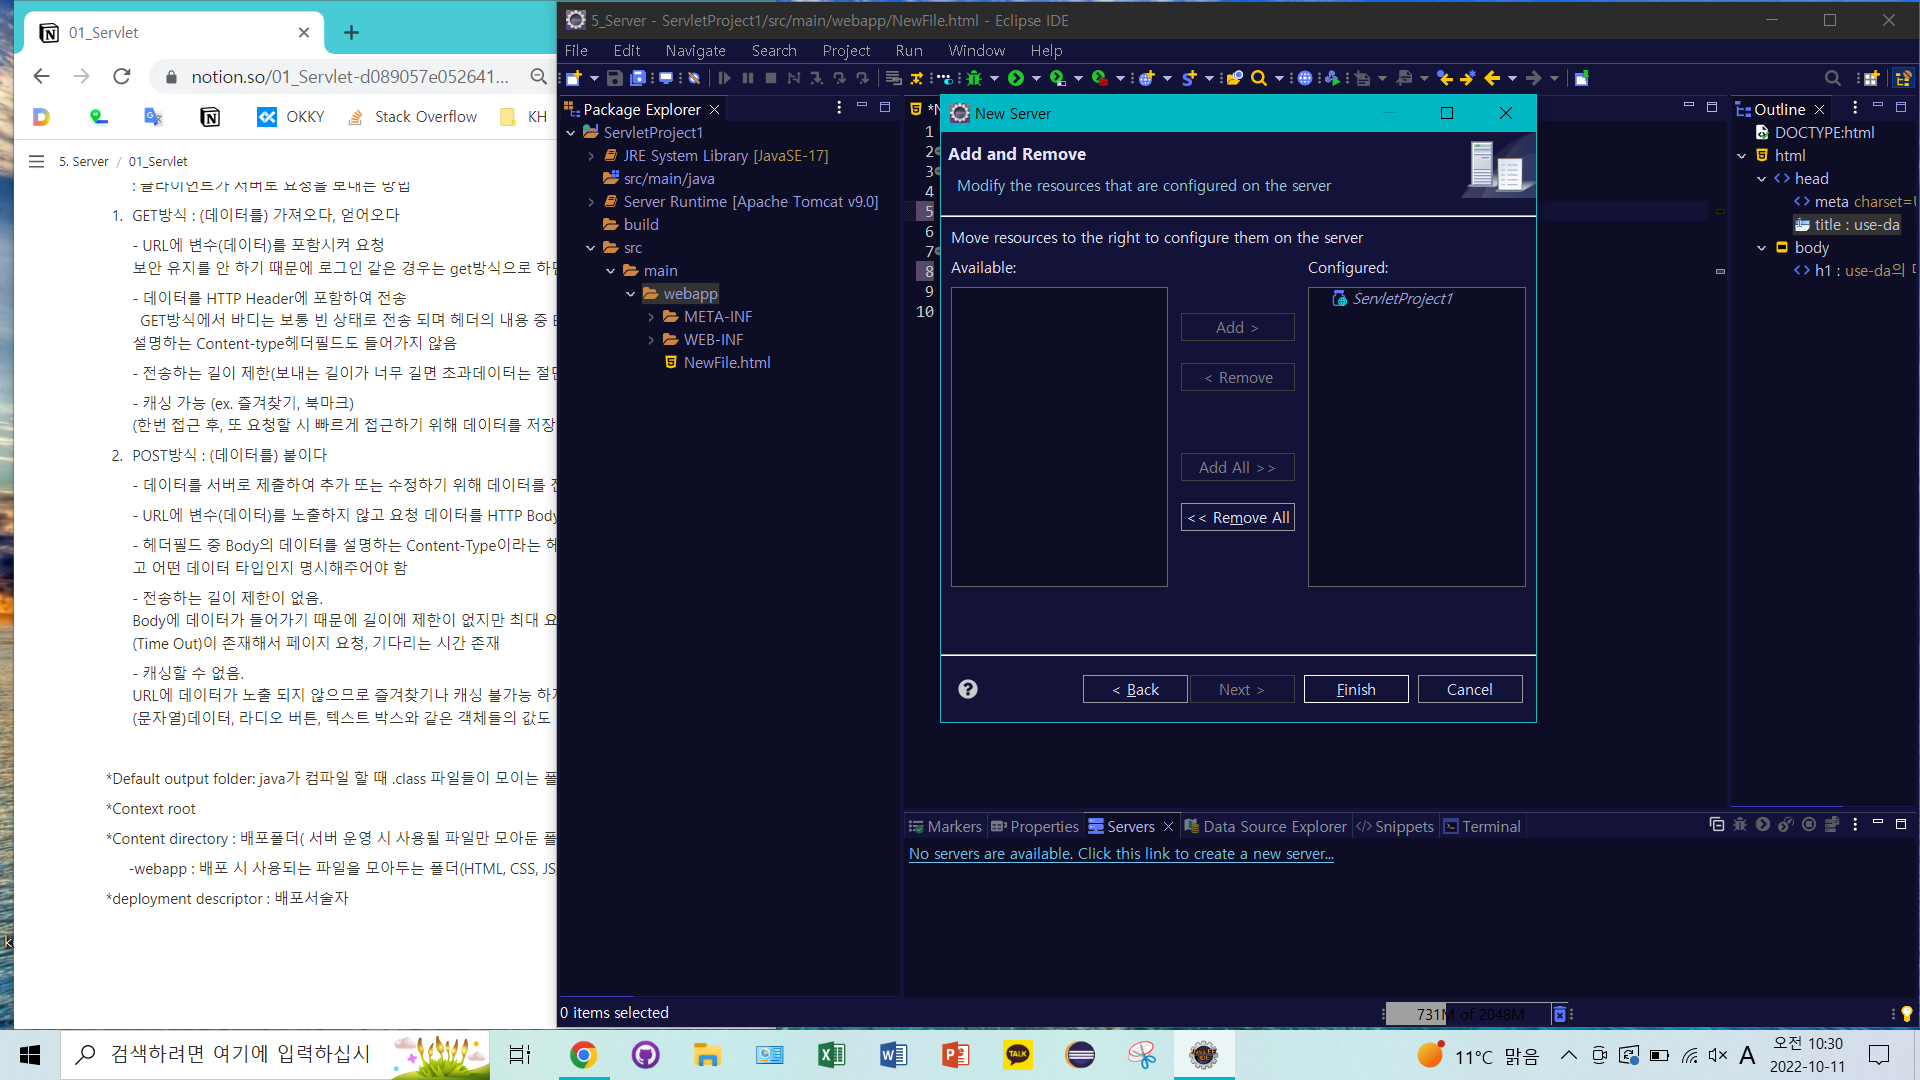 01_Servlet
notion.so/01_Servlet-d089057e052641...
OKKY
Stack Overflow
KH
5. Server / 01_Servlet
: 클라이언트가 서버로 요청을 보내는 방법
1. GET방식 : (데이터를) 가져오다, 얻어오다
- URL에 변수(데이터)를 포함시켜 요청
보안 유지를 안 하기 때문에 로그인 같은 경우는 get방식으로 하면
- 데이터를 HTTP Header에 포함하여 전송
GET방식에서 바디는 보통 빈 상태로 전송 되며 헤더의 내용 중
설명하는 Content-type헤더필드도 들어가지 않음
- 전송하는 길이 제한(보내는 길이가 너무 길면 초과데이터는 절단
- 캐싱 가능 (ex. 즐겨찾기, 북마크)
(한번 접근 후, 또 요청할 시 빠르게 접근하기 위해 데이터를 저장
2. POST방식 : (데이터를) 붙이다
- 데이터를 서버로 제출하여 추가 또는 수정하기 위해 데이터를
- URL에 변수(데이터)를 노출하지 않고 요청 데이터를 HTTP Body
- 헤더필드 중 Body의 데이터를 설명하는 Content-Type이라는
고 어떤 데이터 타입인지 명시해주어야 함
- 전송하는 길이 제한이 없음.
Body에 데이터가 들어가기 때문에 길이에 제한이 없지만 최대 요
(Time Out)이 존재해서 페이지 요청, 기다리는 시간 존재
- 캐싱할 수 없음.
URL에 데이터가 노출 되지 않으므로 즐겨찾기나 캐싱 불가능 하지
(문자열)데이터, 라디오 버튼, 텍스트 박스와 같은 객체들의 값도
*Default output folder: java가 컴파일 할 때 .class 파일들이 모이는 폴
*Context root
*Content directory : 배포폴더( 서버 운영 시 사용될 파일만 모아둔 폴
-webapp : 배포 시 사용되는 파일을 모아두는 폴더(HTML, CSS, JS
*deployment descriptor : 배포서술자
5_Server - ServletProject1/src/main/webapp/NewFile.html - Eclipse IDE
File Edit Navigate Search Project Run Window Help
Package Explorer
ServletProject1
JRE System Library [JavaSE-17]
src/main/java
Server Runtime [Apache Tomcat v9.0]
build
src
main
webapp
META-INF
WEB-INF
NewFile.html
1
2
3
4
5
6
7
8
9
10
New Server
Add and Remove
Modify the resources that are configured on the server
Move resources to the right to configure them on the server
Available:
Configured:
ServletProject1
Add >
< Remove
Add All >>
<< Remove All
< Back
Next >
Finish
Cancel
Outline
DOCTYPE:html
html
head
meta charset=
title : use-da
body
h1 : use-da의
Markers Properties Servers Data Source Explorer Snippets Terminal
No servers are available. Click this link to create a new server...
0 items selected
731M of 2048M
검색하려면 여기에 입력하십시
TALK
11°C 맑음
A
오전 10:30
2022-10-11